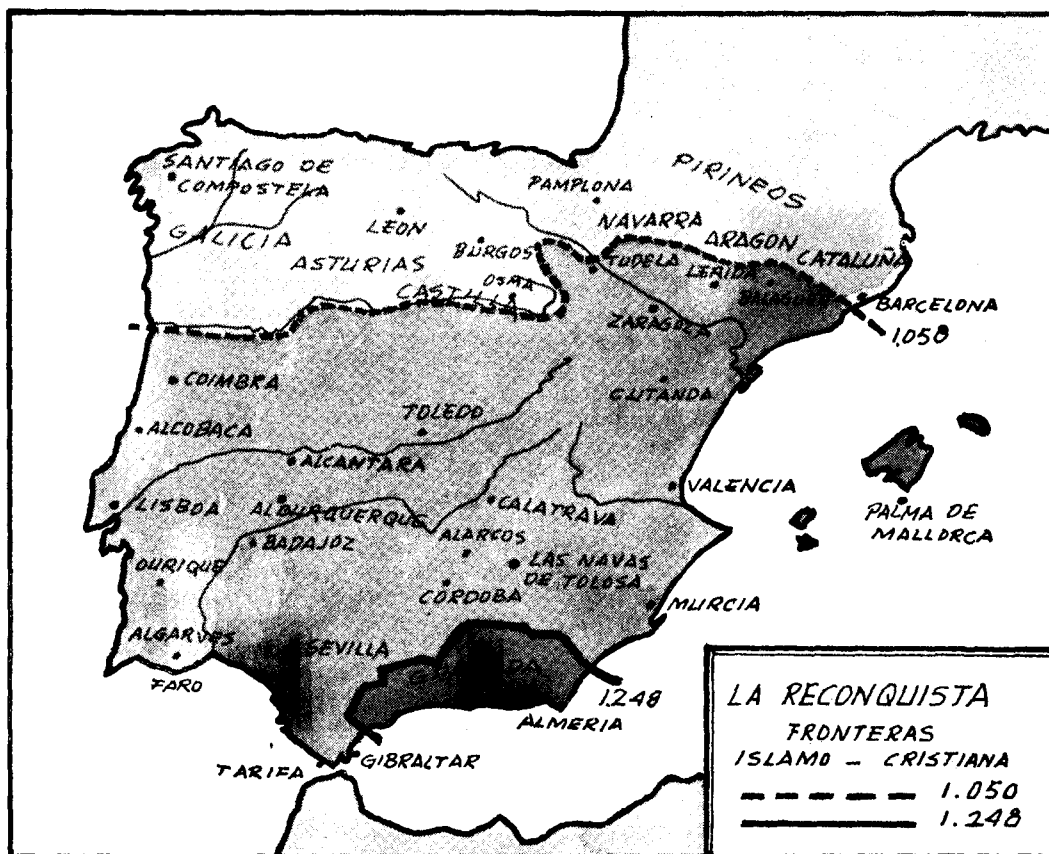 SANTIAGO DE
COMPOSTELA
GALICIA
LEON
ASTURIAS
BURGOS
OSMA
PAMPLONA
PIRINEOS
NAVARRA
ARAGON
CATALUÑA
TUDELA
LERIDA
BALAGUER
BARCELONA
1.058
ZARAGOZA
CUTANDA
COIMBRA
ALCOBACA
TOLEDO
ALCANTARA
LISBOA
ALBURQUERQUE
CALATRAVA
VALENCIA
PALMA DE
MALLORCA
BADAJOZ
ALARCOS
LAS NAVAS
DE TOLOSA
OURIQUE
CORDOBA
MURCIA
ALGARVES
SEVILLA
FARO
1.248
ALMERIA
TARIFA
GIBRALTAR
LA RECONQUISTA
FRONTERAS
ISLAMO - CRISTIANA
1.050
1.248